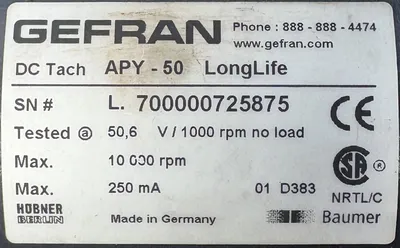 GEFRAN Phone : 888 - 888 - 4474
www.gefran.com
DC Tach APY - 50 LongLife
SN # L. 700000725875
Tested @ 50,6 V / 1000 rpm no load
CE
Max. 10 000 rpm
Max. 250 mA 01 D383
SA
NRTL/C
HÜBNER
BERLIN
Made in Germany
Baumer